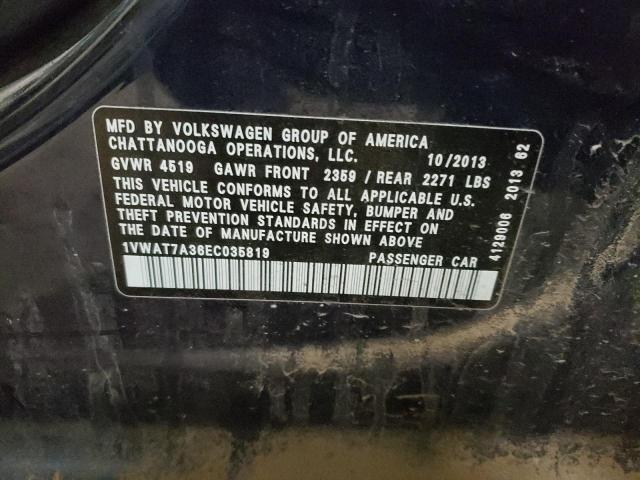 MFD BY VOLKSWAGEN GROUP OF AMERICA
CHATTANOOGA OPERATIONS, LLC. 10/2013
GVWR 4519 GAWR FRONT 2359 / REAR 2271 LBS
THIS VEHICLE CONFORMS TO ALL APPLICABLE U.S.
FEDERAL MOTOR VEHICLE SAFETY, BUMPER AND
THEFT PREVENTION STANDARDS IN EFFECT ON
THE DATE OF MANUFACTURE SHOWN ABOVE
1VWAT7A36EC035819 PASSENGER CAR
4129006 2013 62